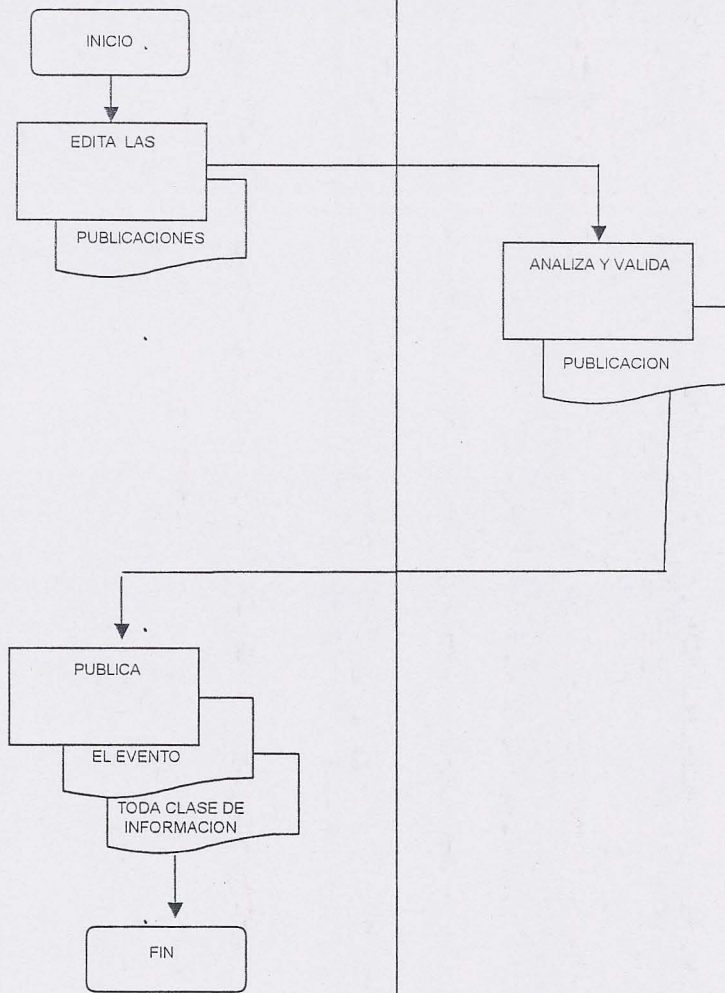 INICIO
EDITA LAS
PUBLICACIONES
ANALIZA Y VALIDA
PUBLICACION
PUBLICA
EL EVENTO
TODA CLASE DE
INFORMACION
FIN